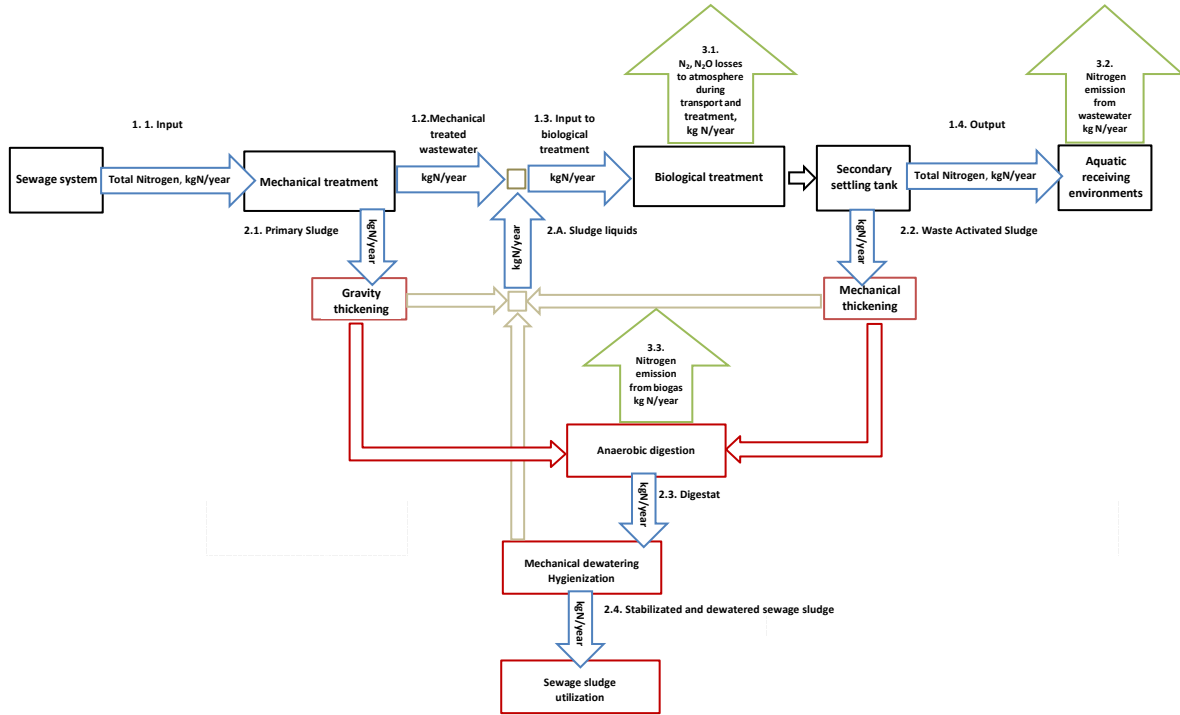 3.1.
N₂, N₂O losses
to atmosphere
during
transport and
treatment,
kg N/year
3.2.
Nitrogen
emission
from
wastewater
kg N/year
1. 1. Input
1.2.Mechanical
treated
wastewater
1.3. Input to
biological
treatment
1.4. Output
Sewage system
Total Nitrogen, kgN/year
Mechanical treatment
kgN/year
kgN/year
Biological treatment
Secondary
settling tank
Total Nitrogen, kgN/year
Aquatic
receiving
environments
2.1. Primary Sludge
kgN/year
kgN/year
2.A. Sludge liquids
kgN/year
2.2. Waste Activated Sludge
Gravity
thickening
Mechanical
thickening
3.3.
Nitrogen
emission
from biogas
kg N/year
Anaerobic digestion
kgN/year
2.3. Digestat
Mechanical dewatering
Hygienization
kgN/year
2.4. Stabilizated and dewatered sewage sludge
Sewage sludge
utilization